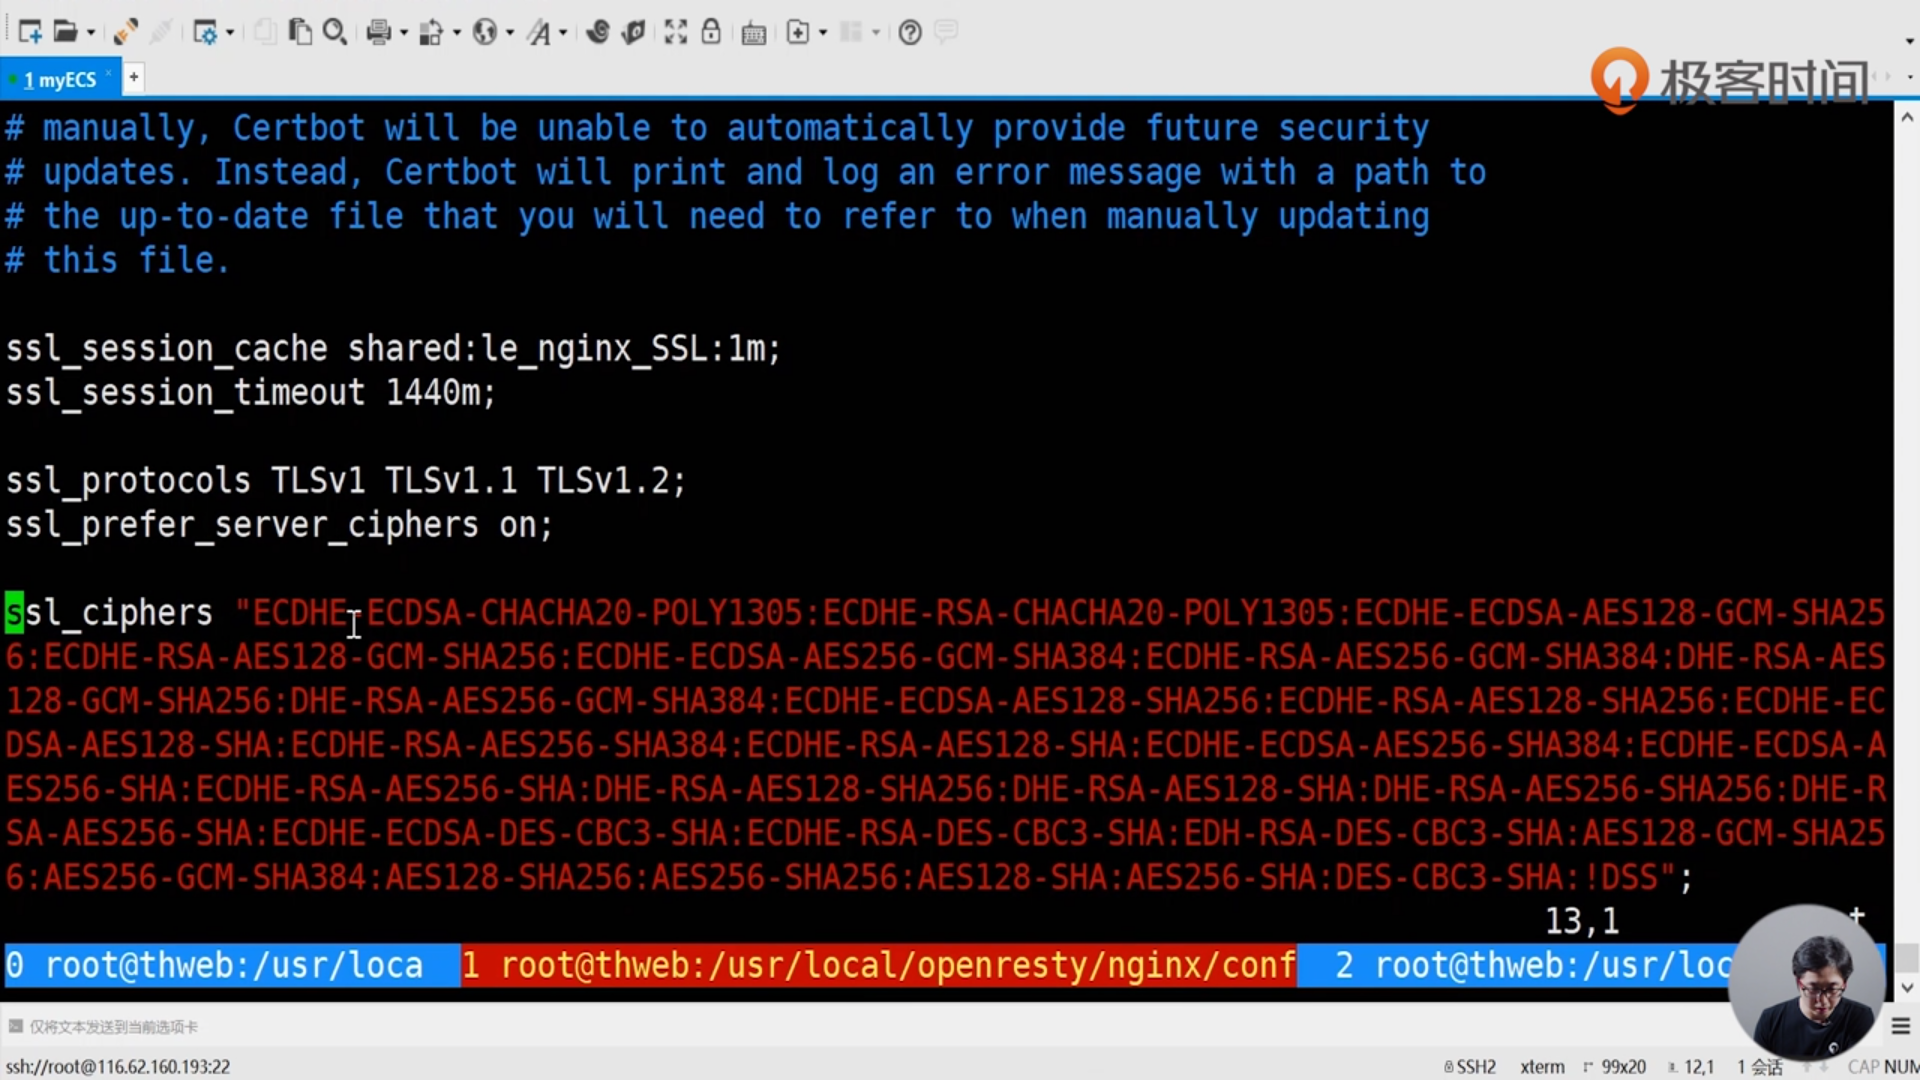 1 myECS
极客时间
# manually, Certbot will be unable to automatically provide future security
# updates. Instead, Certbot will print and log an error message with a path to
# the up-to-date file that you will need to refer to when manually updating
# this file.
ssl_session_cache shared:le_nginx_SSL:1m;
ssl_session_timeout 1440m;
ssl_protocols TLSv1 TLSv1.1 TLSv1.2;
ssl_prefer_server_ciphers on;
ssl_ciphers "ECDHE-ECDSA-CHACHA20-POLY1305:ECDHE-RSA-CHACHA20-POLY1305:ECDHE-ECDSA-AES128-GCM-SHA25
6:ECDHE-RSA-AES128-GCM-SHA256:ECDHE-ECDSA-AES256-GCM-SHA384:ECDHE-RSA-AES256-GCM-SHA384:DHE-RSA-AES
128-GCM-SHA256:DHE-RSA-AES256-GCM-SHA384:ECDHE-ECDSA-AES128-SHA256:ECDHE-RSA-AES128-SHA256:ECDHE-EC
DSA-AES128-SHA:ECDHE-RSA-AES256-SHA384:ECDHE-RSA-AES128-SHA:ECDHE-ECDSA-AES256-SHA384:ECDHE-ECDSA-A
ES256-SHA:ECDHE-RSA-AES256-SHA:DHE-RSA-AES128-SHA256:DHE-RSA-AES128-SHA:DHE-RSA-AES256-SHA256:DHE-R
SA-AES256-SHA:ECDHE-ECDSA-DES-CBC3-SHA:ECDHE-RSA-DES-CBC3-SHA:EDH-RSA-DES-CBC3-SHA:AES128-GCM-SHA25
6:AES256-GCM-SHA384:AES128-SHA256:AES256-SHA256:AES128-SHA:AES256-SHA:DES-CBC3-SHA:!DSS";
13,1
0 root@thweb:/usr/loca 1 root@thweb:/usr/local/openresty/nginx/conf 2 root@thweb:/usr/loc
仅将文本发送到当前选项卡
ssh://root@116.62.160.193:22 SSH2 xterm 99x20 12,1 1 会话 CAP NUM